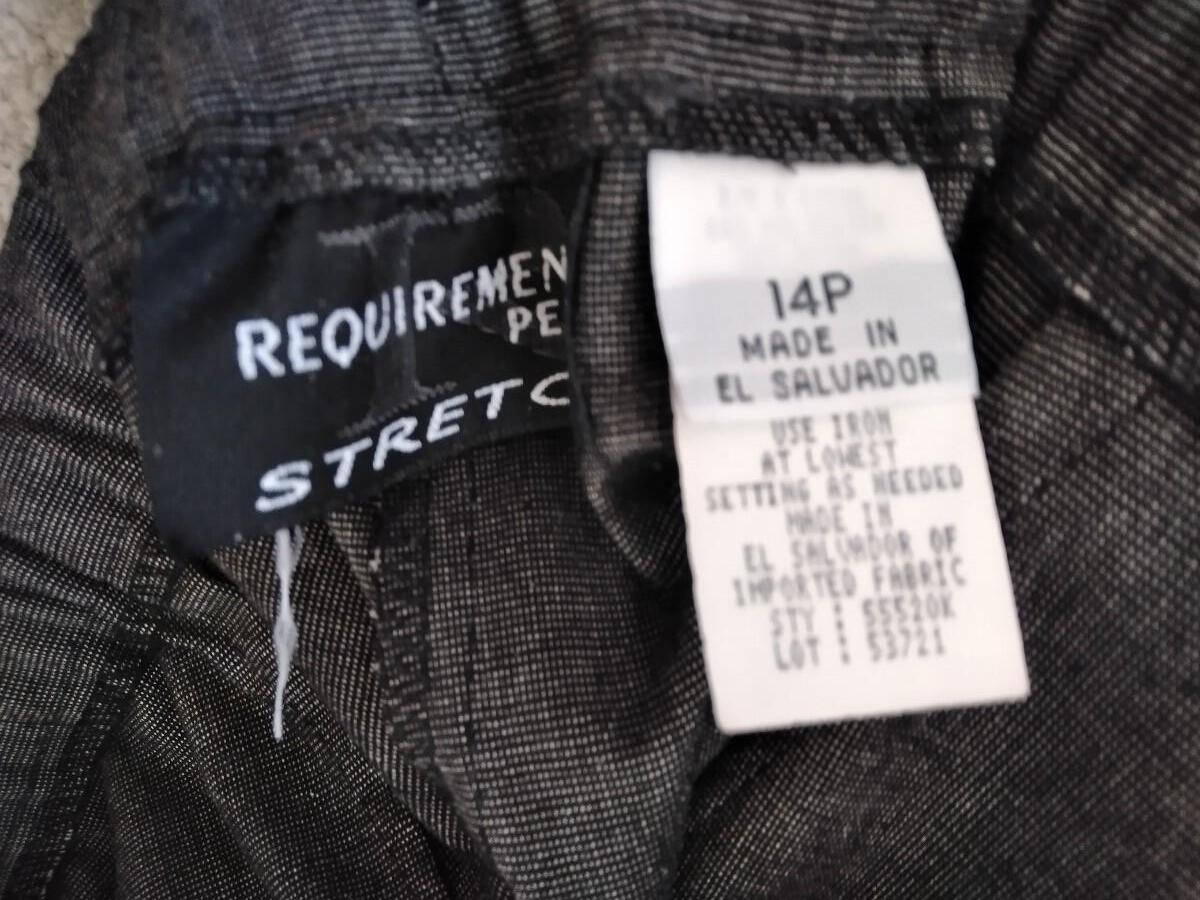 REQUIREMEN
PE
STRETC
14P
MADE IN
EL SALVADOR
USE IRON
AT LOWEST
SETTING AS NEEDED
MADE IN
EL SALVADOR OF
IMPORTED FABRIC
STY : S5520K
LOT : 53721